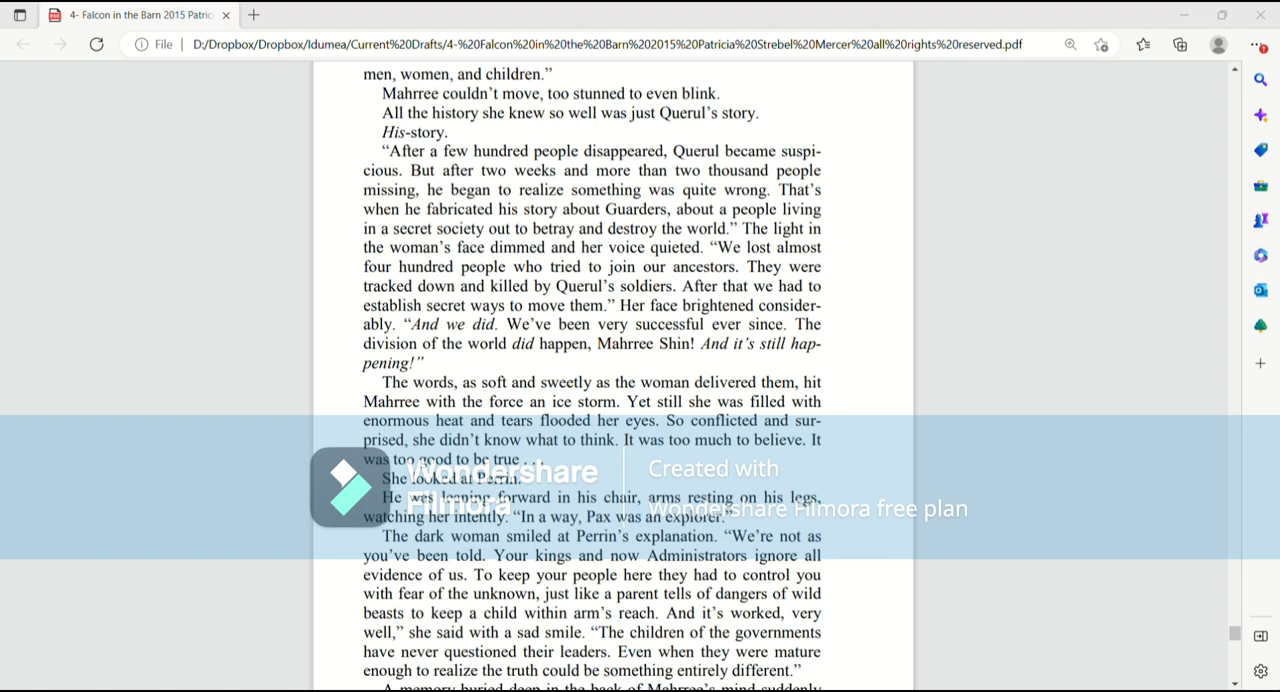 4- Falcon in the Barn 2015 Patric
File | D:/Dropbox/Dropbox/Idumea/Current%20Drafts/4-%20Falcon%20in%20the%20Barn%202015%20Patricia%20Strebel%20Mercer%20all%20rights%20reserved.pdf
men, women, and children.”
Mahrree couldn’t move, too stunned to even blink.
All the history she knew so well was just Querul’s story.
His-story.
“After a few hundred people disappeared, Querul became suspi-
cious. But after two weeks and more than two thousand people
missing, he began to realize something was quite wrong. That’s
when he fabricated his story about Guarders, about a people living
in a secret society out to betray and destroy the world.” The light in
the woman’s face dimmed and her voice quieted. “We lost almost
four hundred people who tried to join our ancestors. They were
tracked down and killed by Querul’s soldiers. After that we had to
establish secret ways to move them.” Her face brightened consider-
ably. “And we did. We’ve been very successful ever since. The
division of the world did happen, Mahrree Shin! And it’s still hap-
pening!”
The words, as soft and sweetly as the woman delivered them, hit
Mahrree with the force an ice storm. Yet still she was filled with
enormous heat and tears flooded her eyes. So conflicted and sur-
prised, she didn’t know what to think. It was too much to believe. It
was too good to be true . . .
She looked at Perrin.
He was leaning forward in his chair, arms resting on his legs,
watching her intently. “In a way, Pax was an explorer.”
The dark woman smiled at Perrin’s explanation. “We’re not as
you’ve been told. Your kings and now Administrators ignore all
evidence of us. To keep your people here they had to control you
with fear of the unknown, just like a parent tells of dangers of wild
beasts to keep a child within arm’s reach. And it’s worked, very
well,” she said with a sad smile. “The children of the governments
have never questioned their leaders. Even when they were mature
enough to realize the truth could be something entirely different.”
A memory buried deep in the back of Mahrree’s mind suddenly
Wondershare
Filmora
Created with
Wondershare Filmora free plan